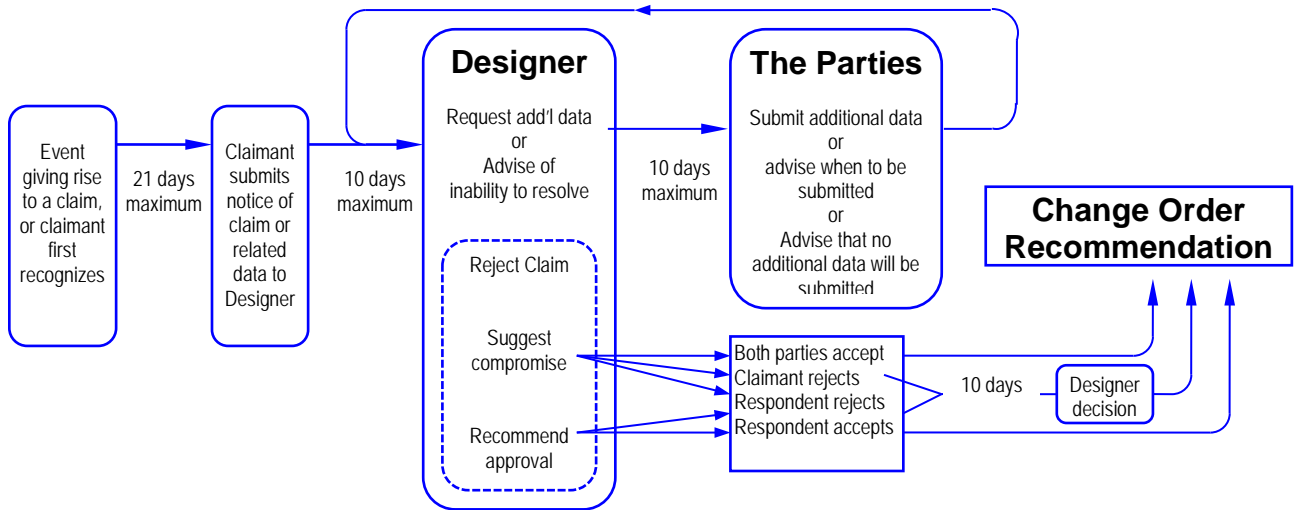 Event
giving rise
to a claim,
or claimant
first
recognizes
21 days
maximum
Claimant
submits
notice of
claim or
related
data to
Designer
10 days
maximum
Designer
Request add'l data
or
Advise of
inability to resolve
Reject Claim
Suggest
compromise
Recommend
approval
10 days
maximum
The Parties
Submit additional data
or
advise when to be
submitted
or
Advise that no
additional data will be
submitted
Both parties accept
Claimant rejects
Respondent rejects
Respondent accepts
10 days
Designer
decision
Change Order
Recommendation